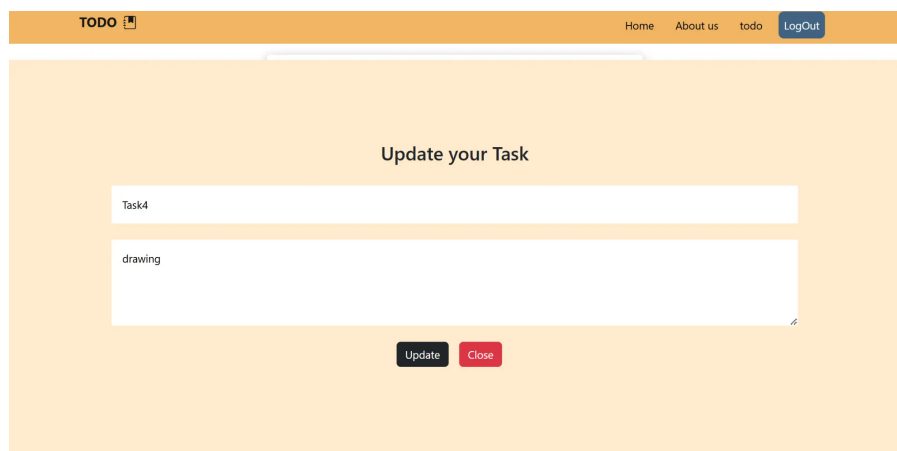 TODO
Home About us todo LogOut
Update your Task
Task4
drawing
Update Close